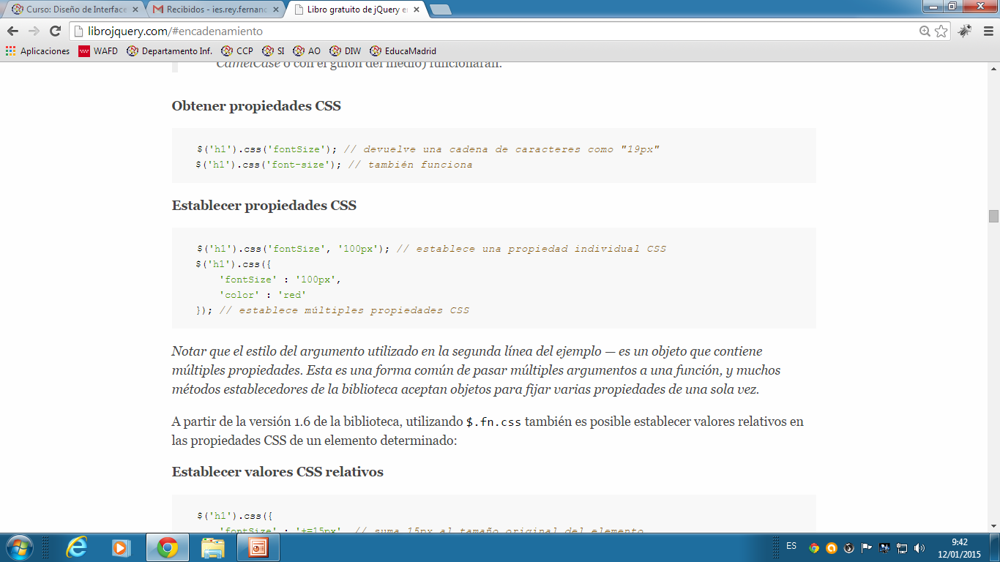 Curso: Diseño de Interface
Recibidos - ies.rey.fernand
Libro gratuito de jQuery en
librojquery.com/#encadenamiento
Aplicaciones WAFD Departamento Inf. CCP SI AO DIW EducaMadrid
CamelCase o con el guión del medio) funcionarán.
Obtener propiedades CSS
$('h1').css('fontSize'); // devuelve una cadena de caracteres como "19px"
$('h1').css('font-size'); // también funciona
Establecer propiedades CSS
$('h1').css('fontSize', '100px'); // establece una propiedad individual CSS
$('h1').css({
'fontSize' : '100px',
'color' : 'red'
}); // establece múltiples propiedades CSS
Notar que el estilo del argumento utilizado en la segunda línea del ejemplo — es un objeto que contiene
múltiples propiedades. Esta es una forma común de pasar múltiples argumentos a una función, y muchos
métodos establecedores de la biblioteca aceptan objetos para fijar varias propiedades de una sola vez.
A partir de la versión 1.6 de la biblioteca, utilizando $.fn.css también es posible establecer valores relativos en
las propiedades CSS de un elemento determinado:
Establecer valores CSS relativos
$('h1').css({
'fontSize' : '+=15px', // suma 15px al tamaño original del elemento
ES
9:42
12/01/2015